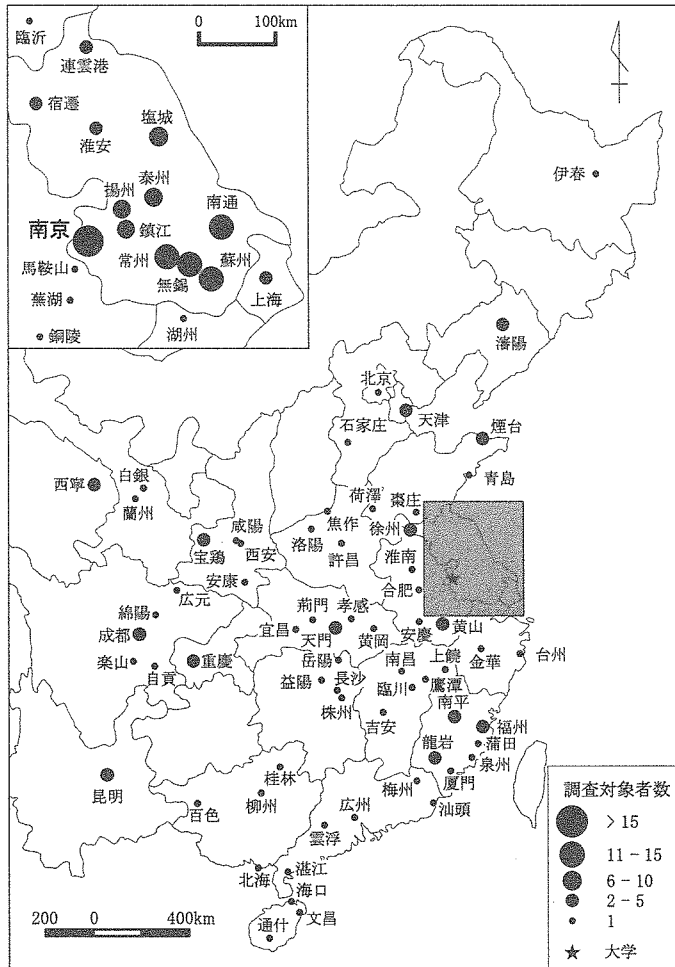 0 100km
臨沂
連雲港
宿遷
塩城
淮安
泰州
揚州
南通
南京
鎮江
常州
蘇州
馬鞍山
無錫
上海
蕪湖
湖州
銅陵
伊春
瀋陽
北京
天津
石家庄
煙台
青島
西寧
白銀
蘭州
荷澤
棗庄
焦作
徐州
咸陽
洛陽
許昌
宝鶏
西安
淮南
安康
合肥
広元
綿陽
荊門
孝感
成都
宜昌
天門
黄岡
安慶
黄山
楽山
重慶
岳陽
南昌
上饒
金華
台州
自貢
益陽
長沙
臨川
鷹潭
株州
南平
吉安
福州
龍岩
蒲田
泉州
桂林
厦門
昆明
梅州
百色
柳州
広州
汕頭
雲浮
北海
湛江
海口
文昌
通什
200 0 400km
調査対象者数
>15
11-15
6-10
2-5
1
大学